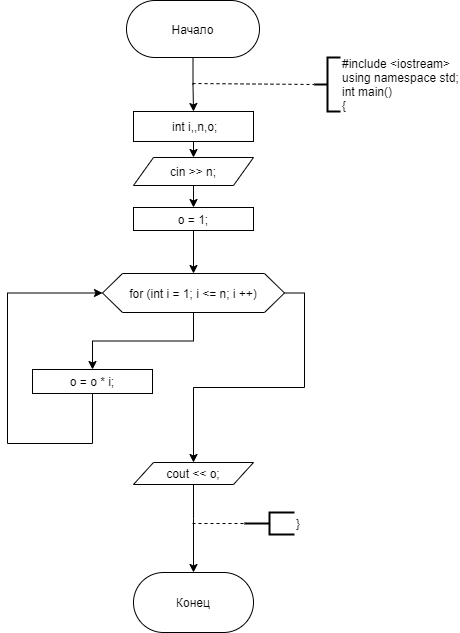 Начало
#include <iostream>
using namespace std;
int main()
{
int i,,n,o;
cin >> n;
o = 1;
for (int i = 1; i <= n; i ++)
o = o * i;
cout << o;
}
Конец